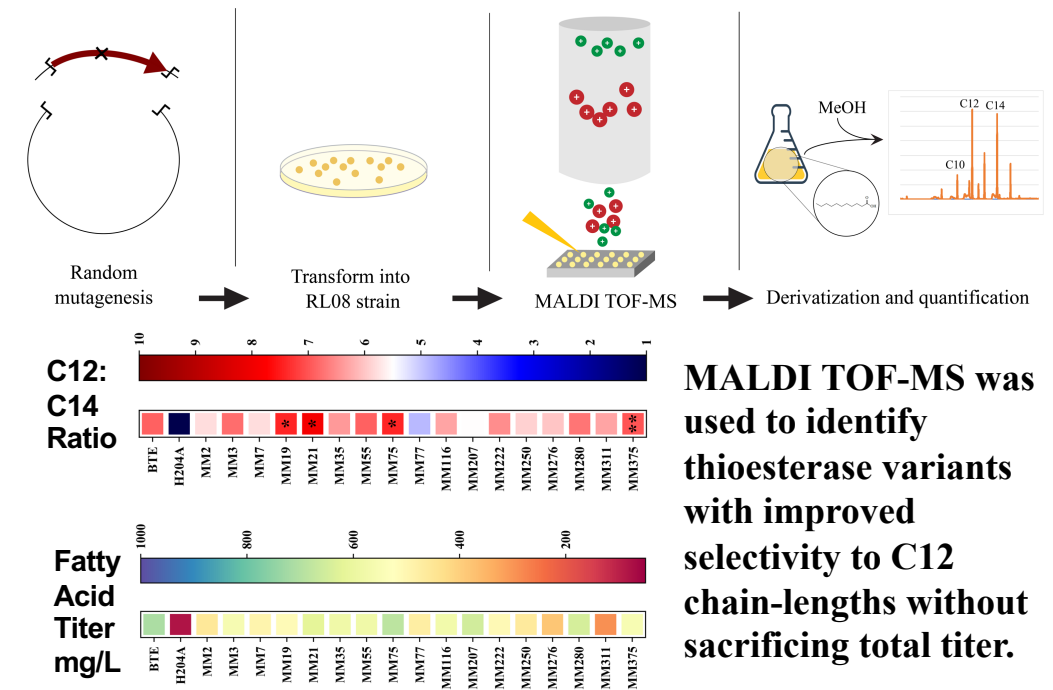 MeOH
C12 C14
C10
Random
mutagenesis
Transform into
RL08 strain
MALDI TOF-MS
Derivatization and quantification
C12:
C14
Ratio
10 9 8 7 6 5 4 3 2 1
* * * **
BTE H204A MM2 MM3 MM7 MM19 MM21 MM35 MM55 MM75 MM77 MM116 MM207 MM222 MM250 MM276 MM280 MM311 MM375
Fatty
Acid
Titer
mg/L
1000 800 600 400 200
BTE H204A MM2 MM3 MM7 MM19 MM21 MM35 MM55 MM75 MM77 MM116 MM207 MM222 MM250 MM276 MM280 MM311 MM375
MALDI TOF-MS was
used to identify
thioesterase variants
with improved
selectivity to C12
chain-lengths without
sacrificing total titer.